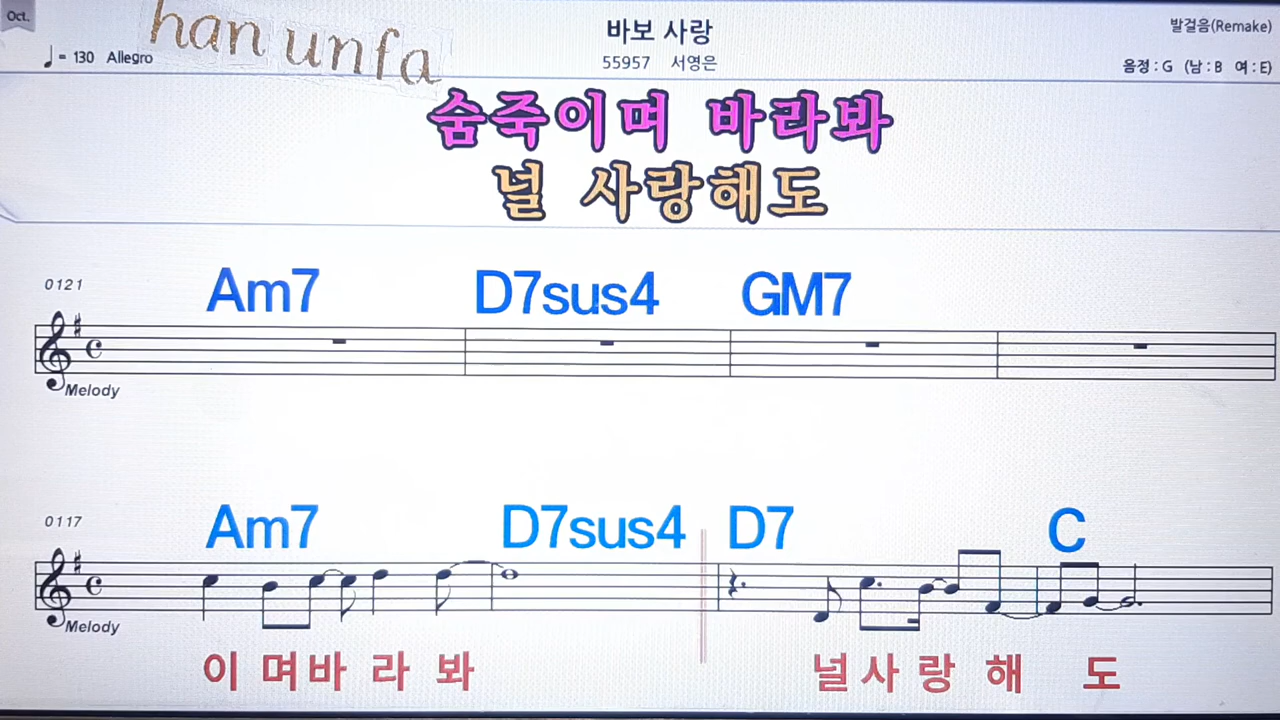 Oct.
han unfa
바보 사랑
발걸음(Remake)
♩= 130 Allegro
55957 서영은
음정 : G (남 : B 여 : E)
숨죽이며 바라봐
널 사랑해도
0121
Am7 D7sus4 GM7
Melody
0117
Am7 D7sus4 D7 C
Melody
이 며바 라 봐 널사 랑 해 도